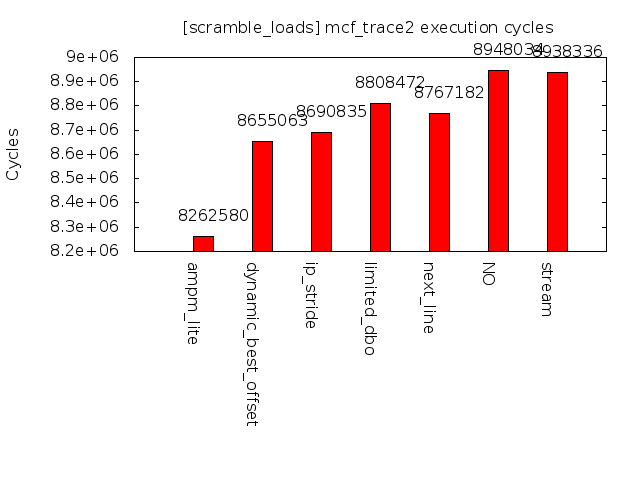 [scramble_loads] mcf_trace2 execution cycles
Cycles
9e+06
8.9e+06
8.8e+06
8.7e+06
8.6e+06
8.5e+06
8.4e+06
8.3e+06
8.2e+06
8262580
8655063
8690835
8808472
8767182
8948034
8938336
ampm_lite
dynamic_best_offset
ip_stride
limited_dbo
next_line
NO
stream